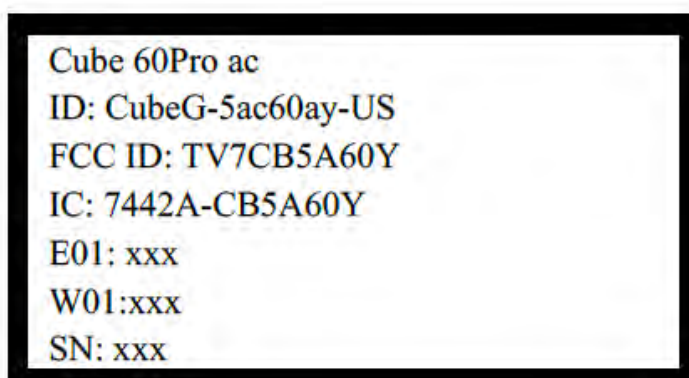 Cube 60Pro ac
ID: CubeG-5ac60ay-US
FCC ID: TV7CB5A60Y
IC: 7442A-CB5A60Y
E01: xxx
W01:xxx
SN: xxx